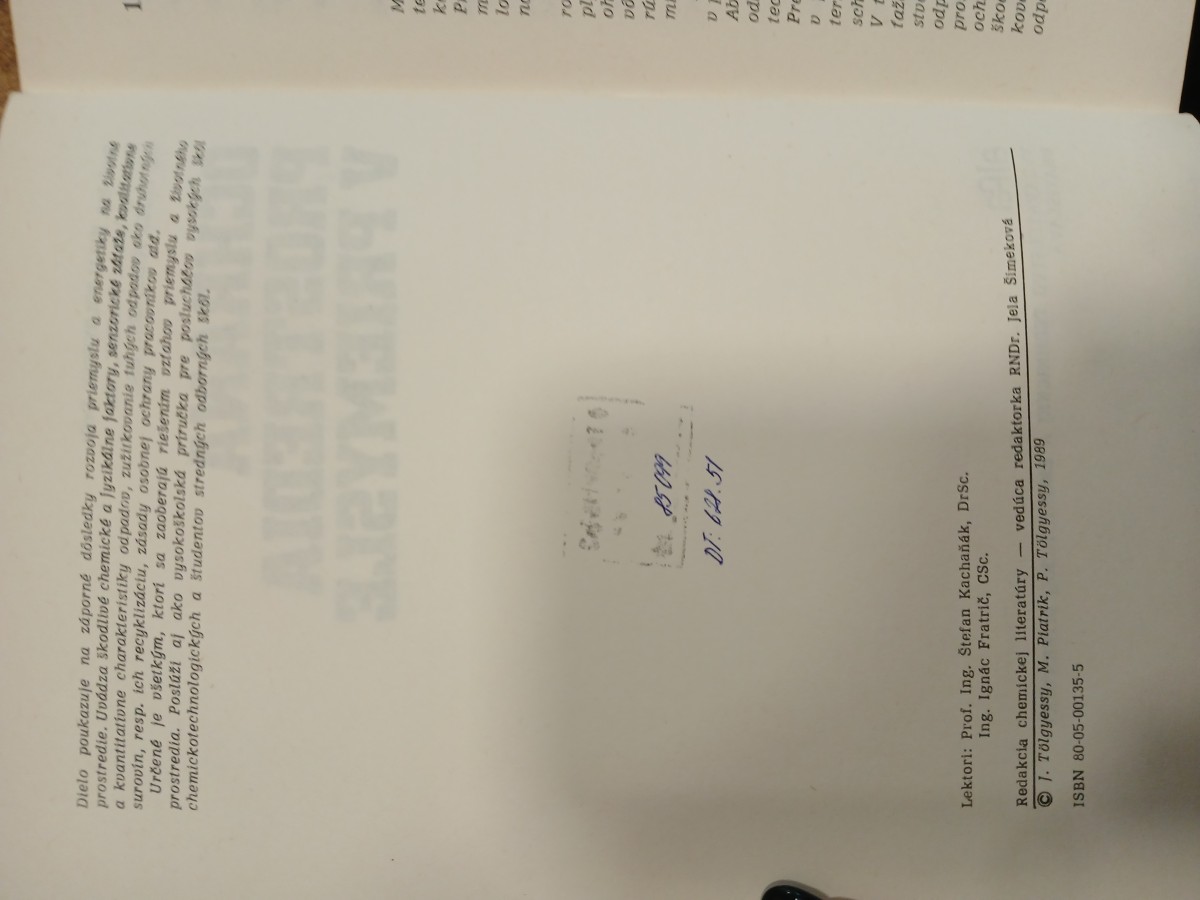 Dielo poukazuje na záporné dôsledky rozvoja priemyslu a energetiky na životné
prostredie. Uvádza škodlivé chemické a fyzikálne faktory, senzorické záťaže, kvalitatívne
a kvantitatívne charakteristiky odpadov, zužitkovanie tuhých odpadov ako druhotných
surovín, resp. ich recyklizáciu, zásady osobnej ochrany pracovníkov atď.
Určené je všetkým, ktorí sa zaoberajú riešením vzťahov priemyslu a životného
prostredia. Poslúži aj ako vysokoškolská príručka pre poslucháčov vysokých škôl
chemickotechnologických a študentov stredných odborných škôl.
85099
DT: 628.51
Lektori: Prof. Ing. Štefan Kachaňák, DrSc.
Ing. Ignác Fratrič, CSc.
Redakcia chemickej literatúry — vedúca redaktorka RNDr. Jela Šimeková
© J. Tölgyessy, M. Piatrik, P. Tölgyessy, 1989
ISBN 80-05-00135-5